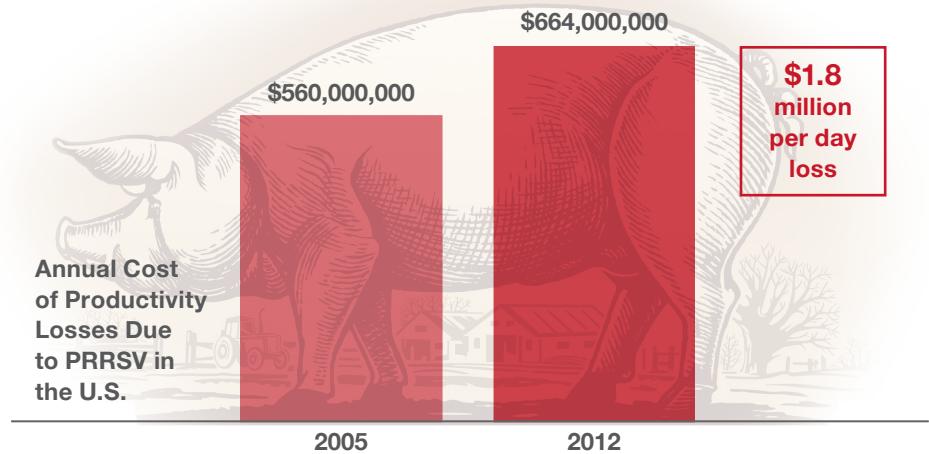 $664,000,000
$560,000,000
$1.8
million
per day
loss
Annual Cost
of Productivity
Losses Due
to PRRSV in
the U.S.
2005
2012